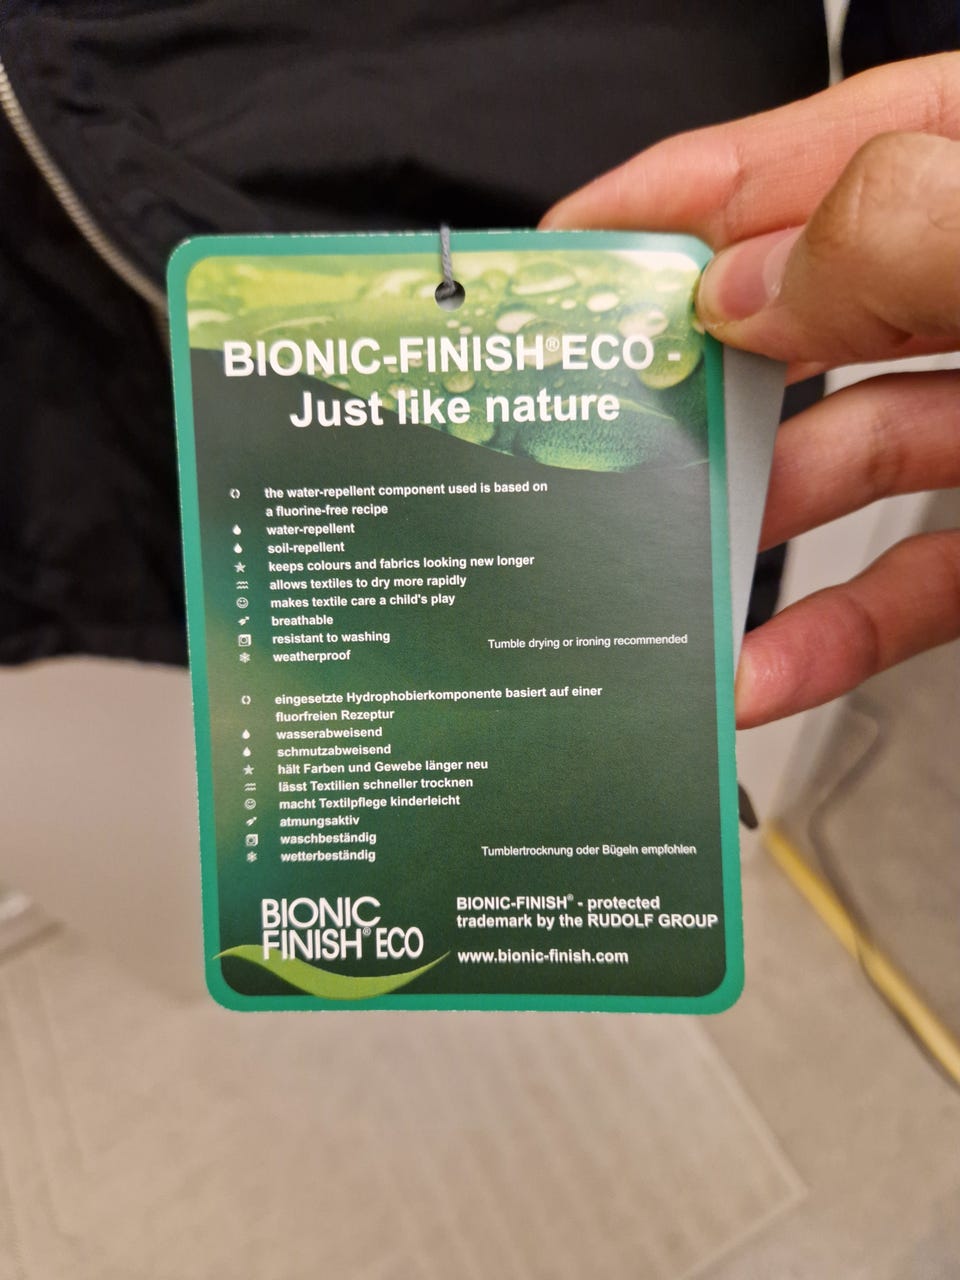 BIONIC-FINISH®ECO -
Just like nature
the water-repellent component used is based on
a fluorine-free recipe
water-repellent
soil-repellent
keeps colours and fabrics looking new longer
allows textiles to dry more rapidly
makes textile care a child's play
breathable
resistant to washing
Tumble drying or ironing recommended
weatherproof
eingesetzte Hydrophobierkomponente basiert auf einer
fluorfreien Rezeptur
wasserabweisend
schmutzabweisend
hält Farben und Gewebe länger neu
lässt Textilien schneller trocknen
macht Textilpflege kinderleicht
atmungsaktiv
waschbeständig
wetterbeständig
Tumblertrocknung oder Bügeln empfohlen
BIONIC
FINISH® ECO
BIONIC-FINISH® - protected
trademark by the RUDOLF GROUP
www.bionic-finish.com